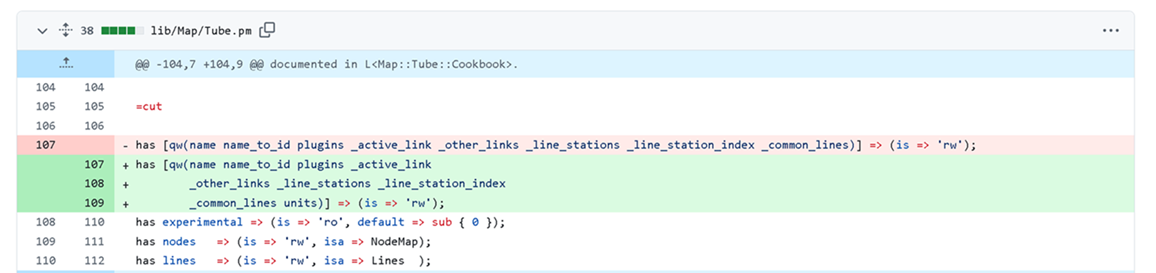 38 lib/Map/Tube.pm
@@ -104,7 +104,9 @@ documented in L<Map::Tube::Cookbook>.
104 104
105 105 =cut
106 106
107 - has [qw(name name_to_id plugins _active_link _other_links _line_stations _line_station_index _common_lines)] => (is => 'rw');
107 + has [qw(name name_to_id plugins _active_link
108 + _other_links _line_stations _line_station_index
109 + _common_lines units)] => (is => 'rw');
108 110 has experimental => (is => 'ro', default => sub { 0 });
109 111 has nodes => (is => 'rw', isa => NodeMap);
110 112 has lines => (is => 'rw', isa => Lines );